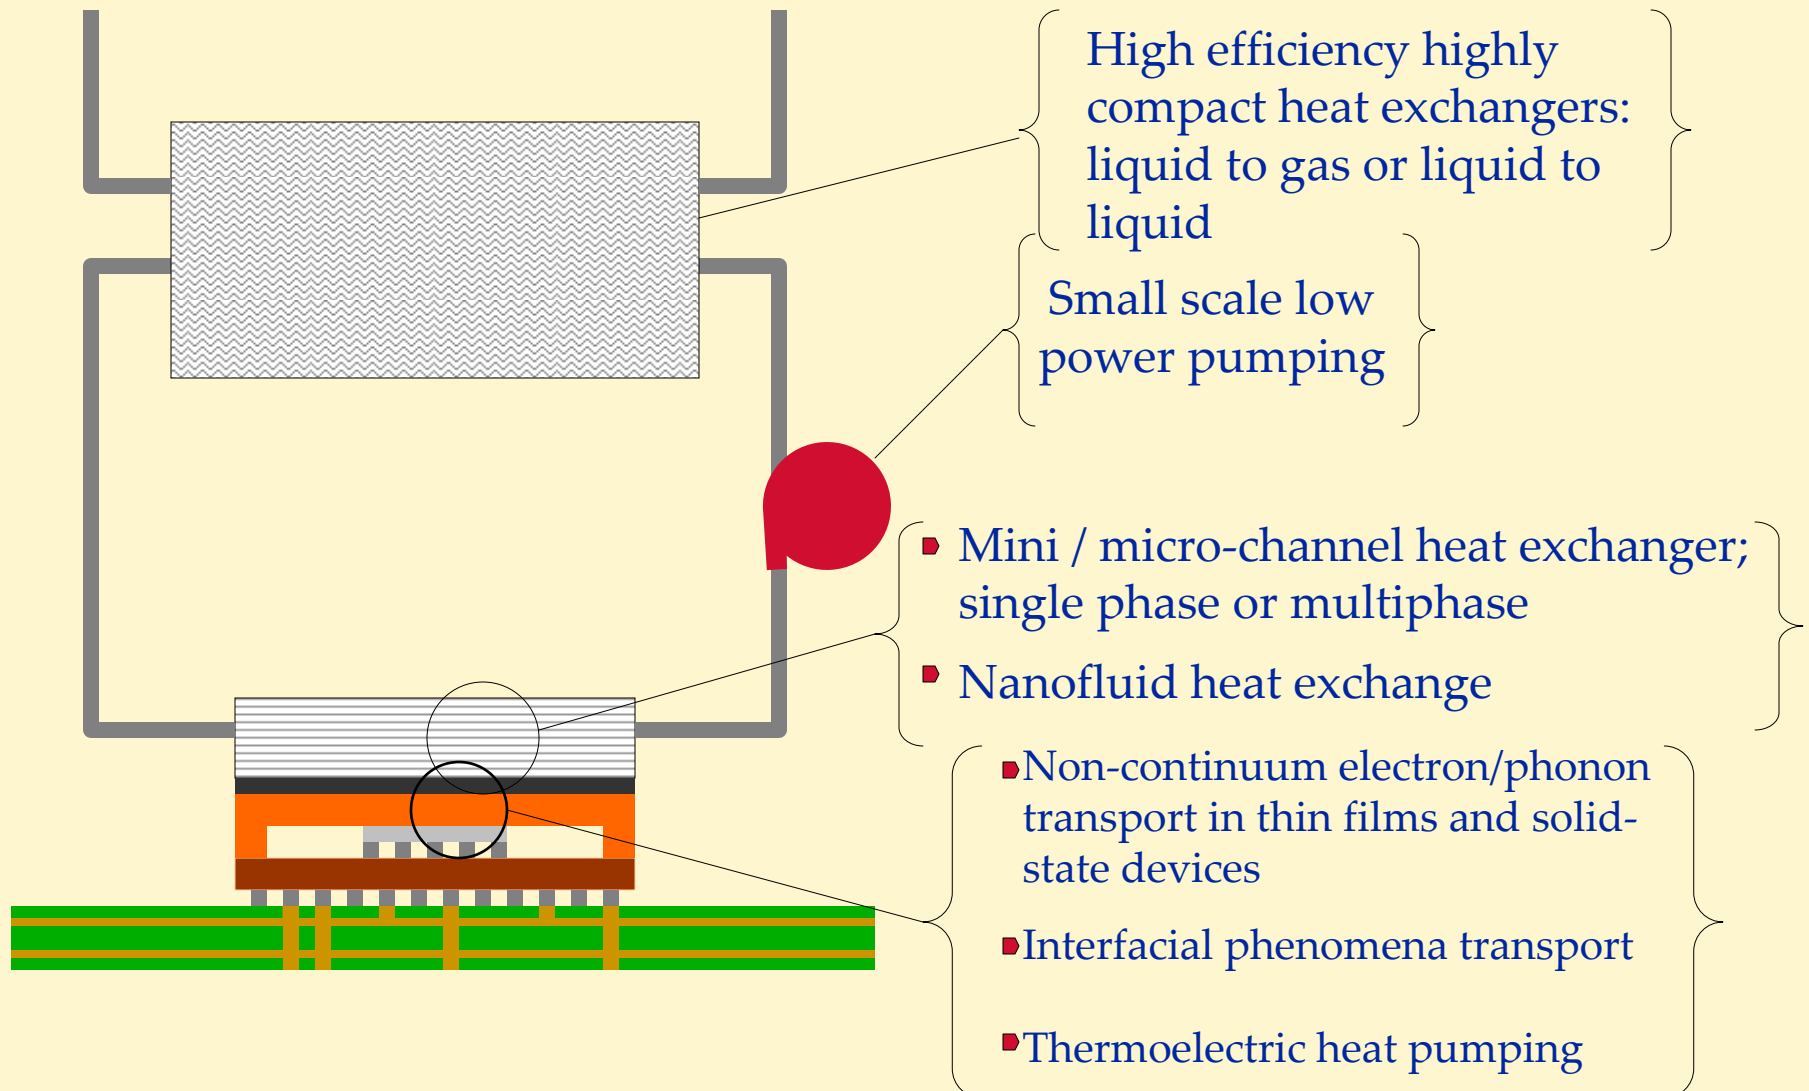 High efficiency highly
compact heat exchangers:
liquid to gas or liquid to
liquid
Small scale low
power pumping
Mini / micro-channel heat exchanger;
single phase or multiphase
Nanofluid heat exchange
Non-continuum electron/phonon
transport in thin films and solid-
state devices
Interfacial phenomena transport
Thermoelectric heat pumping